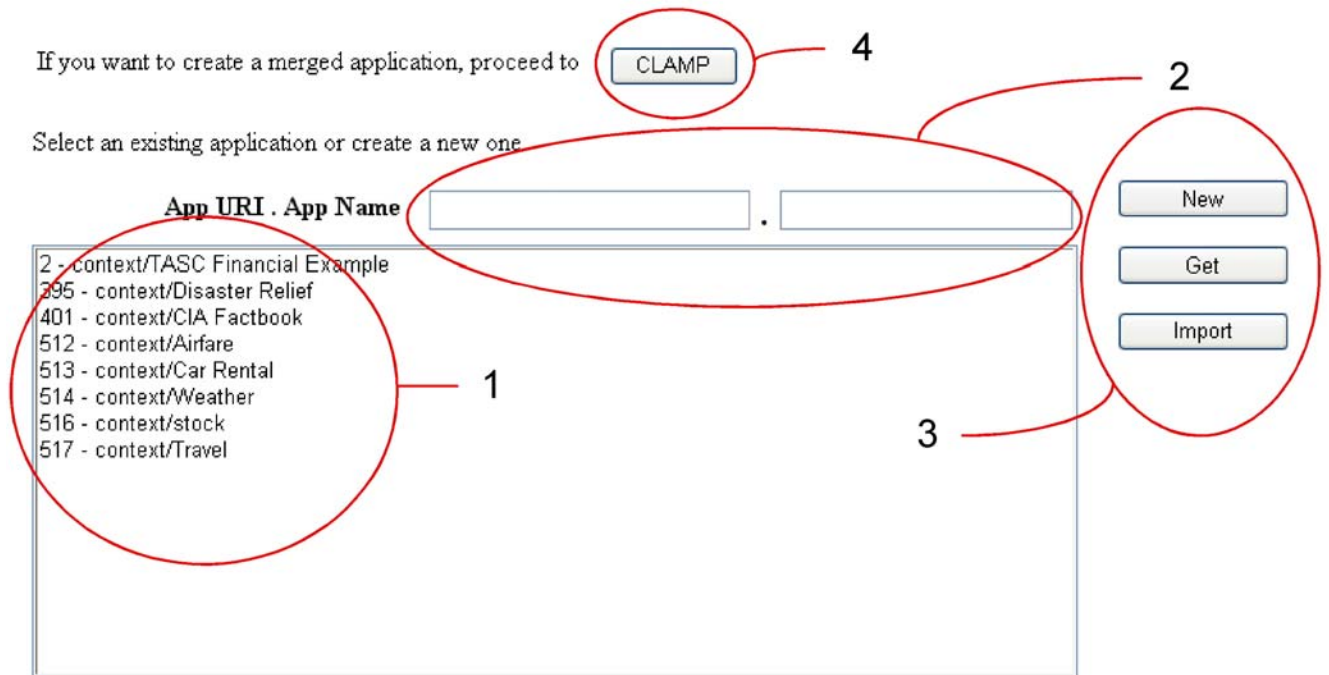 If you want to create a merged application, proceed to CLAMP 4
2
Select an existing application or create a new one
App URI . App Name . New
2 - context/TASC Financial Example Get
395 - context/Disaster Relief
401 - context/CIA Factbook Import
512 - context/Airfare
513 - context/Car Rental
514 - context/Weather 1
516 - context/stock 3
517 - context/Travel